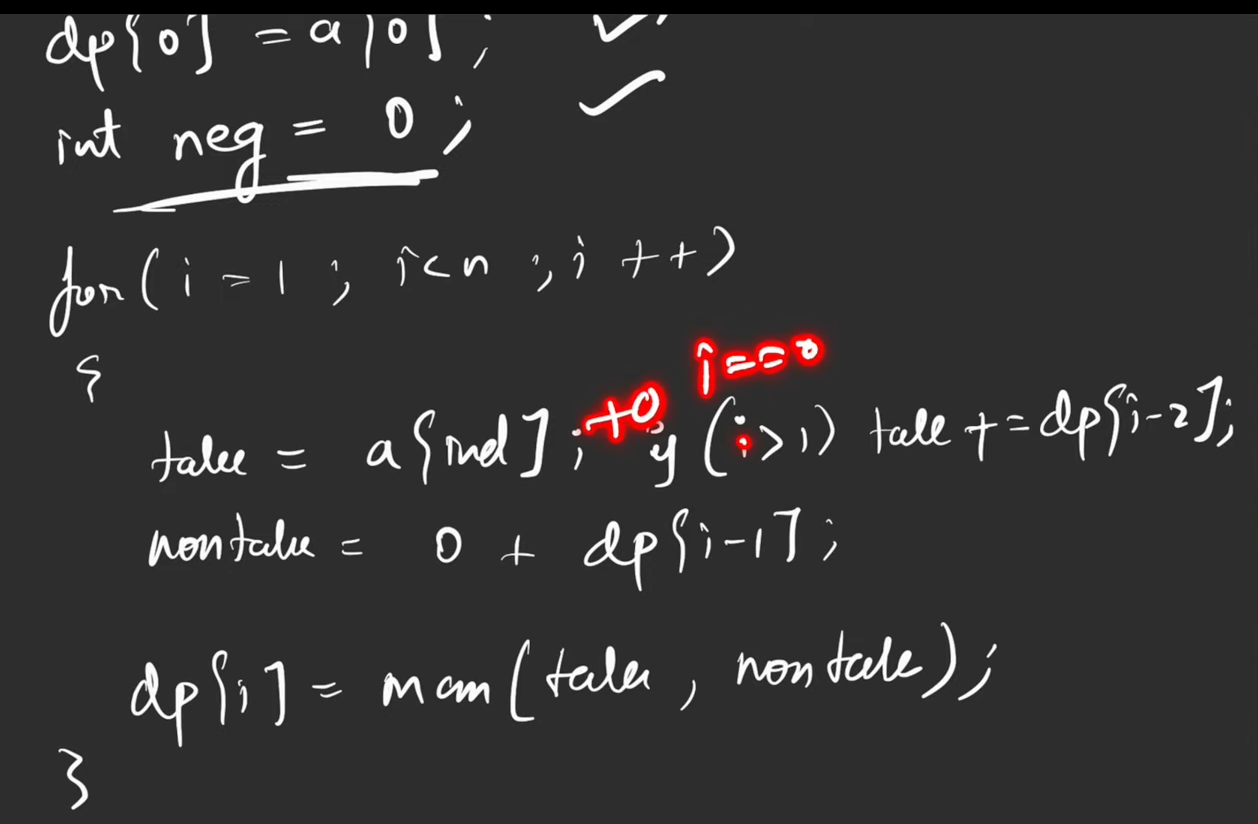 dp[0] = a[0];
int neg = 0;
for(i = 1; i<n; i++)
{
i==0
take = a[ind]; +0 if (i>1) take += dp[i-2];
nontake = 0 + dp[i-1];
dp[i] = max(take, nontake);
}